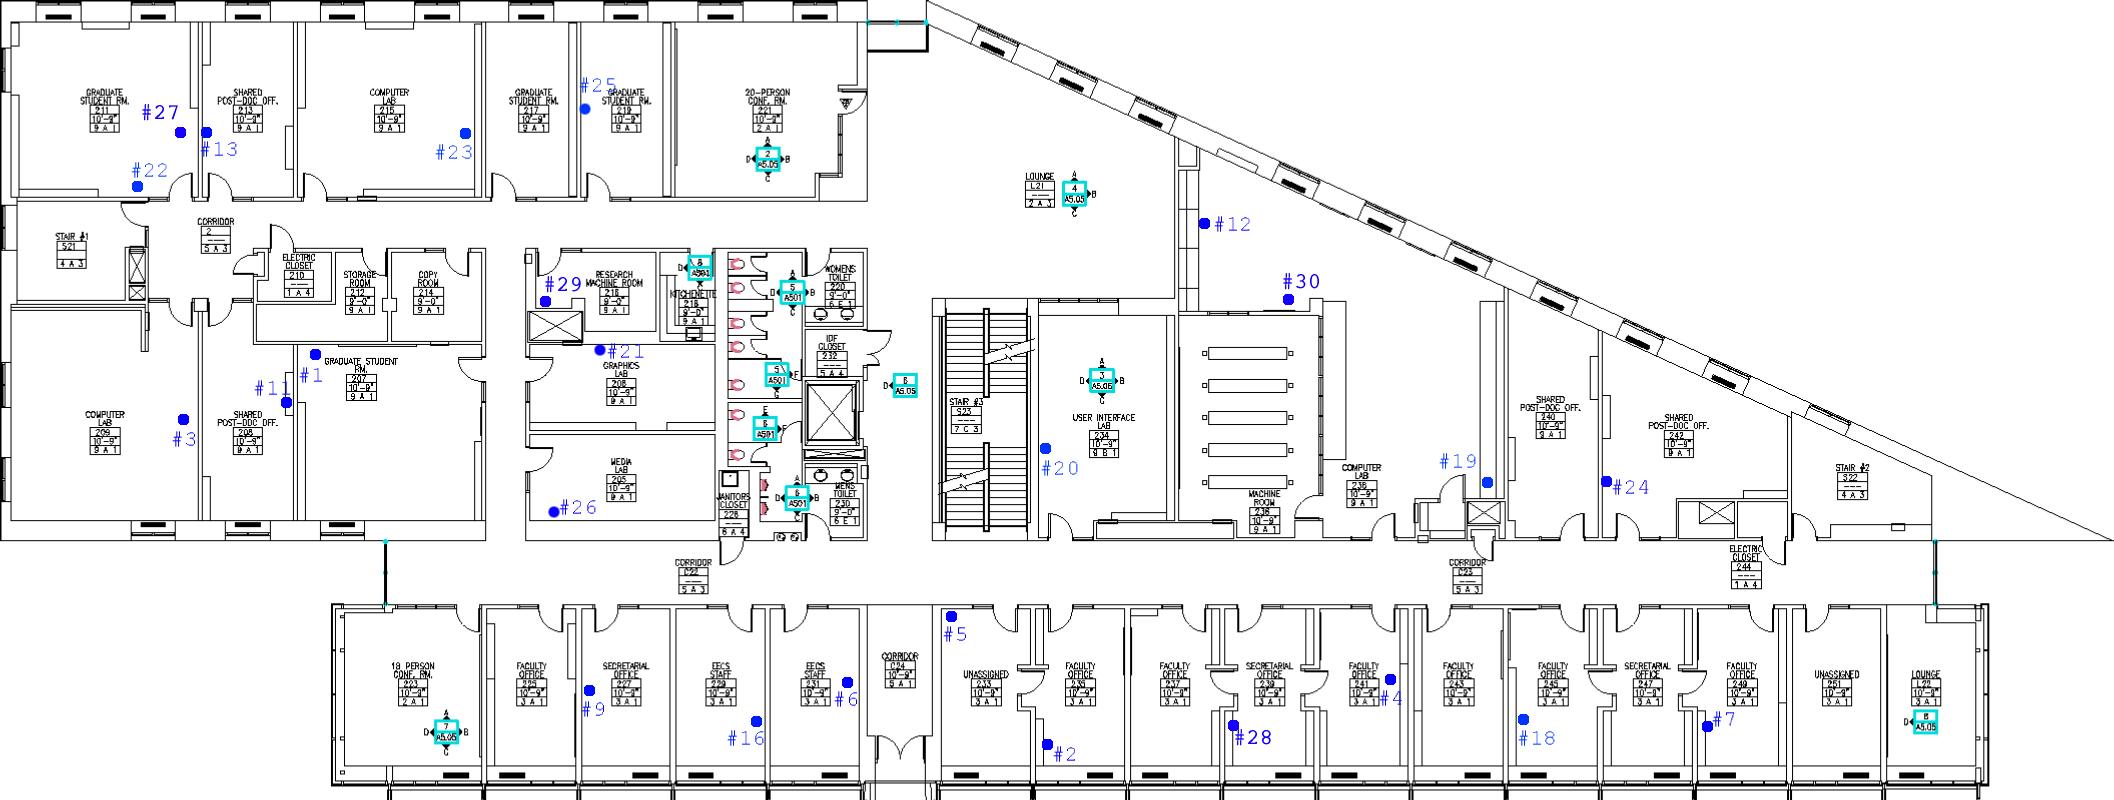 GRADUATE
STUDENT RM.
211
10'-9"
9 A 1
#27
#22
SHARED
POST-DOC OFF.
213
10'-9"
9 A 1
#13
COMPUTER
LAB
215
10'-9"
9 A 1
#23
GRADUATE
STUDENT RM.
217
10'-9"
9 A 1
#25
GRADUATE
STUDENT RM.
219
10'-9"
9 A 1
20-PERSON
CONF. RM.
221
10'-9"
2 A 1
A
D 2 B
A5.05
C
LOUNGE
L21
---
2 A 3
A
4 B
A5.05
C
#12
#30
STAIR #1
S21
---
4 A 3
CORRIDOR
2
---
5 A 3
ELECTRIC
CLOSET
210
---
1 A 4
STORAGE
ROOM
212
9'-0"
9 A 1
COPY
ROOM
214
9'-0"
9 A 1
RESEARCH
MACHINE ROOM
9'-0"
9 A 1
#29
D
A501
KITCHENETTE
9'-0"
9 A 1
A
D 5 B
A501
C
WOMENS
TOILET
220
9'-0"
6 E 1
IDF
CLOSET
232
---
5 A 4
D 6
A5.05
#1
GRADUATE STUDENT
RM.
207
10'-9"
9 A 1
#11
COMPUTER
LAB
209
10'-9"
9 A 1
#3
SHARED
POST-DOC OFF.
10'-9"
9 A 1
#21
GRAPHICS
LAB
10'-9"
9 A 1
A
5 E
A501
C
E
6 F
A501
MEDIA
LAB
205
10'-9"
9 A 1
#26
JANITORS
CLOSET
---
6 A 4
A
D 6 B
A501
C
MENS
TOILET
230
9'-0"
6 E 1
STAIR #3
S23
---
7 C 3
A
D 3 B
A5.06
C
USER INTERFACE
LAB
234
10'-9"
9 B 1
#20
MACHINE
ROOM
10'-9"
9 A 1
COMPUTER
LAB
10'-9"
9 A 1
#19
SHARED
POST-DOC OFF.
240
10'-9"
9 A 1
SHARED
POST-DOC OFF.
242
10'-9"
9 A 1
#24
STAIR #2
S22
---
4 A 3
CORRIDOR
C22
---
5 A 3
CORRIDOR
C23
---
5 A 3
ELECTRIC
CLOSET
244
---
1 A 4
18 PERSON
CONF. RM.
223
10'-9"
2 A 1
A
D 7 B
A5.05
C
FACULTY
OFFICE
225
10'-9"
3 A 1
SECRETARIAL
OFFICE
227
10'-9"
3 A 1
#9
EECS
STAFF
229
10'-9"
3 A 1
#16
EECS
STAFF
231
10'-9"
3 A 1
#6
CORRIDOR
C24
10'-9"
5 A 1
#5
UNASSIGNED
233
10'-9"
3 A 1
FACULTY
OFFICE
235
10'-9"
3 A 1
#2
FACULTY
OFFICE
237
10'-9"
3 A 1
SECRETARIAL
OFFICE
239
10'-9"
3 A 1
#28
FACULTY
OFFICE
241
10'-9"
3 A 1
#4
FACULTY
OFFICE
243
10'-9"
3 A 1
FACULTY
OFFICE
245
10'-9"
3 A 1
#18
SECRETARIAL
OFFICE
247
10'-9"
3 A 1
FACULTY
OFFICE
249
10'-9"
3 A 1
#7
UNASSIGNED
251
10'-9"
3 A 1
LOUNGE
L22
10'-9"
3 A 1
D 8
A5.05